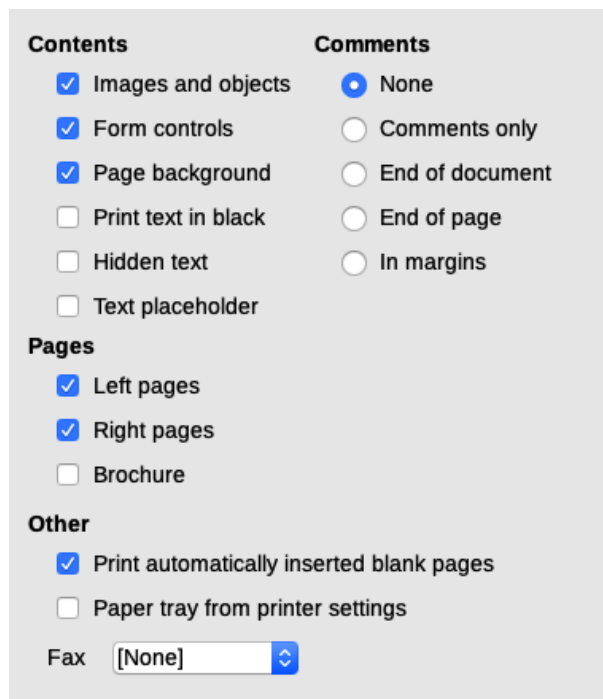 Contents
Comments
Images and objects
None
Form controls
Comments only
Page background
End of document
Print text in black
End of page
Hidden text
In margins
Text placeholder
Pages
Left pages
Right pages
Brochure
Other
Print automatically inserted blank pages
Paper tray from printer settings
Fax [None]